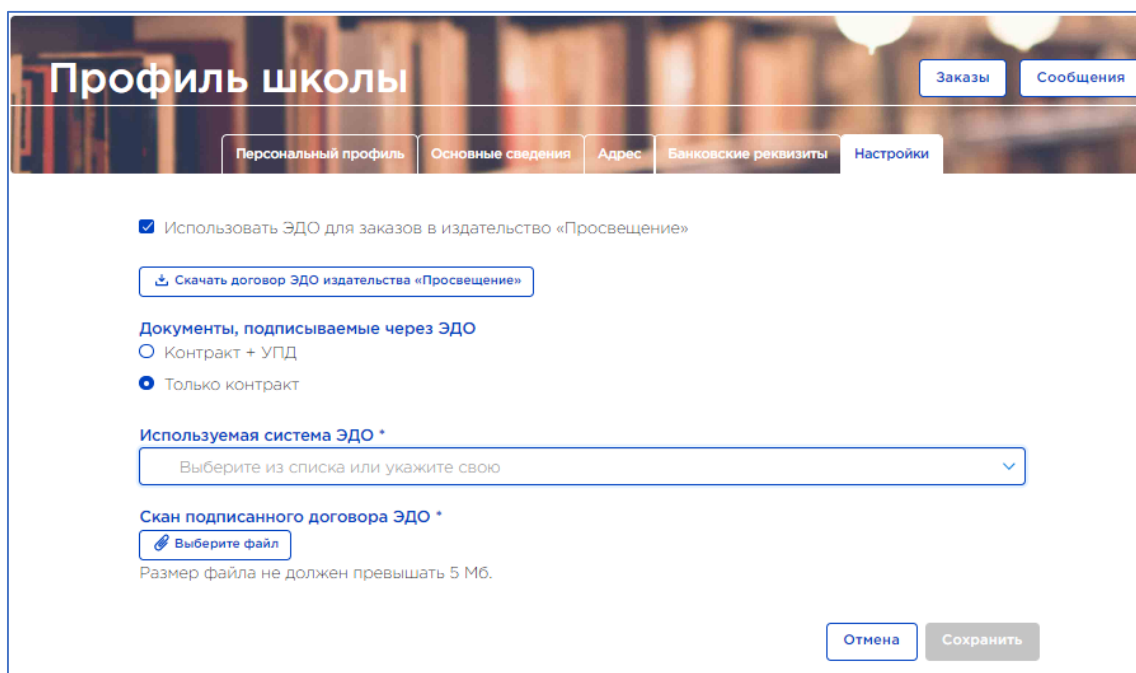 Профиль школы
Заказы
Сообщения
Персональный профиль
Основные сведения
Адрес
Банковские реквизиты
Настройки
Использовать ЭДО для заказов в издательство «Просвещение»
Скачать договор ЭДО издательства «Просвещение»
Документы, подписываемые через ЭДО
Контракт + УПД
Только контракт
Используемая система ЭДО *
Выберите из списка или укажите свою
Скан подписанного договора ЭДО *
Выберите файл
Размер файла не должен превышать 5 Мб.
Отмена
Сохранить